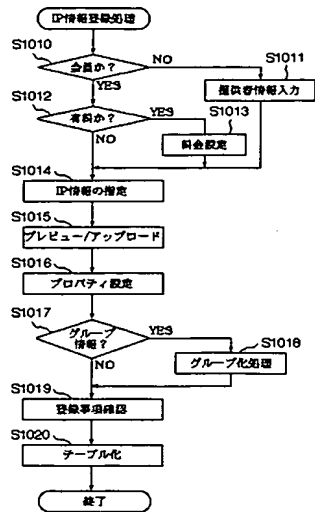 IP情報登録処理
S1010
会員か？
NO
S1011
提供者情報入力
YES
S1012
有料か？
YES
S1013
料金設定
NO
S1014
IP情報の指定
S1015
プレビュー/アップロード
S1016
プロパティ設定
S1017
グループ
情報？
YES
S1018
グループ化処理
NO
S1019
登録事項確認
S1020
テーブル化
終了